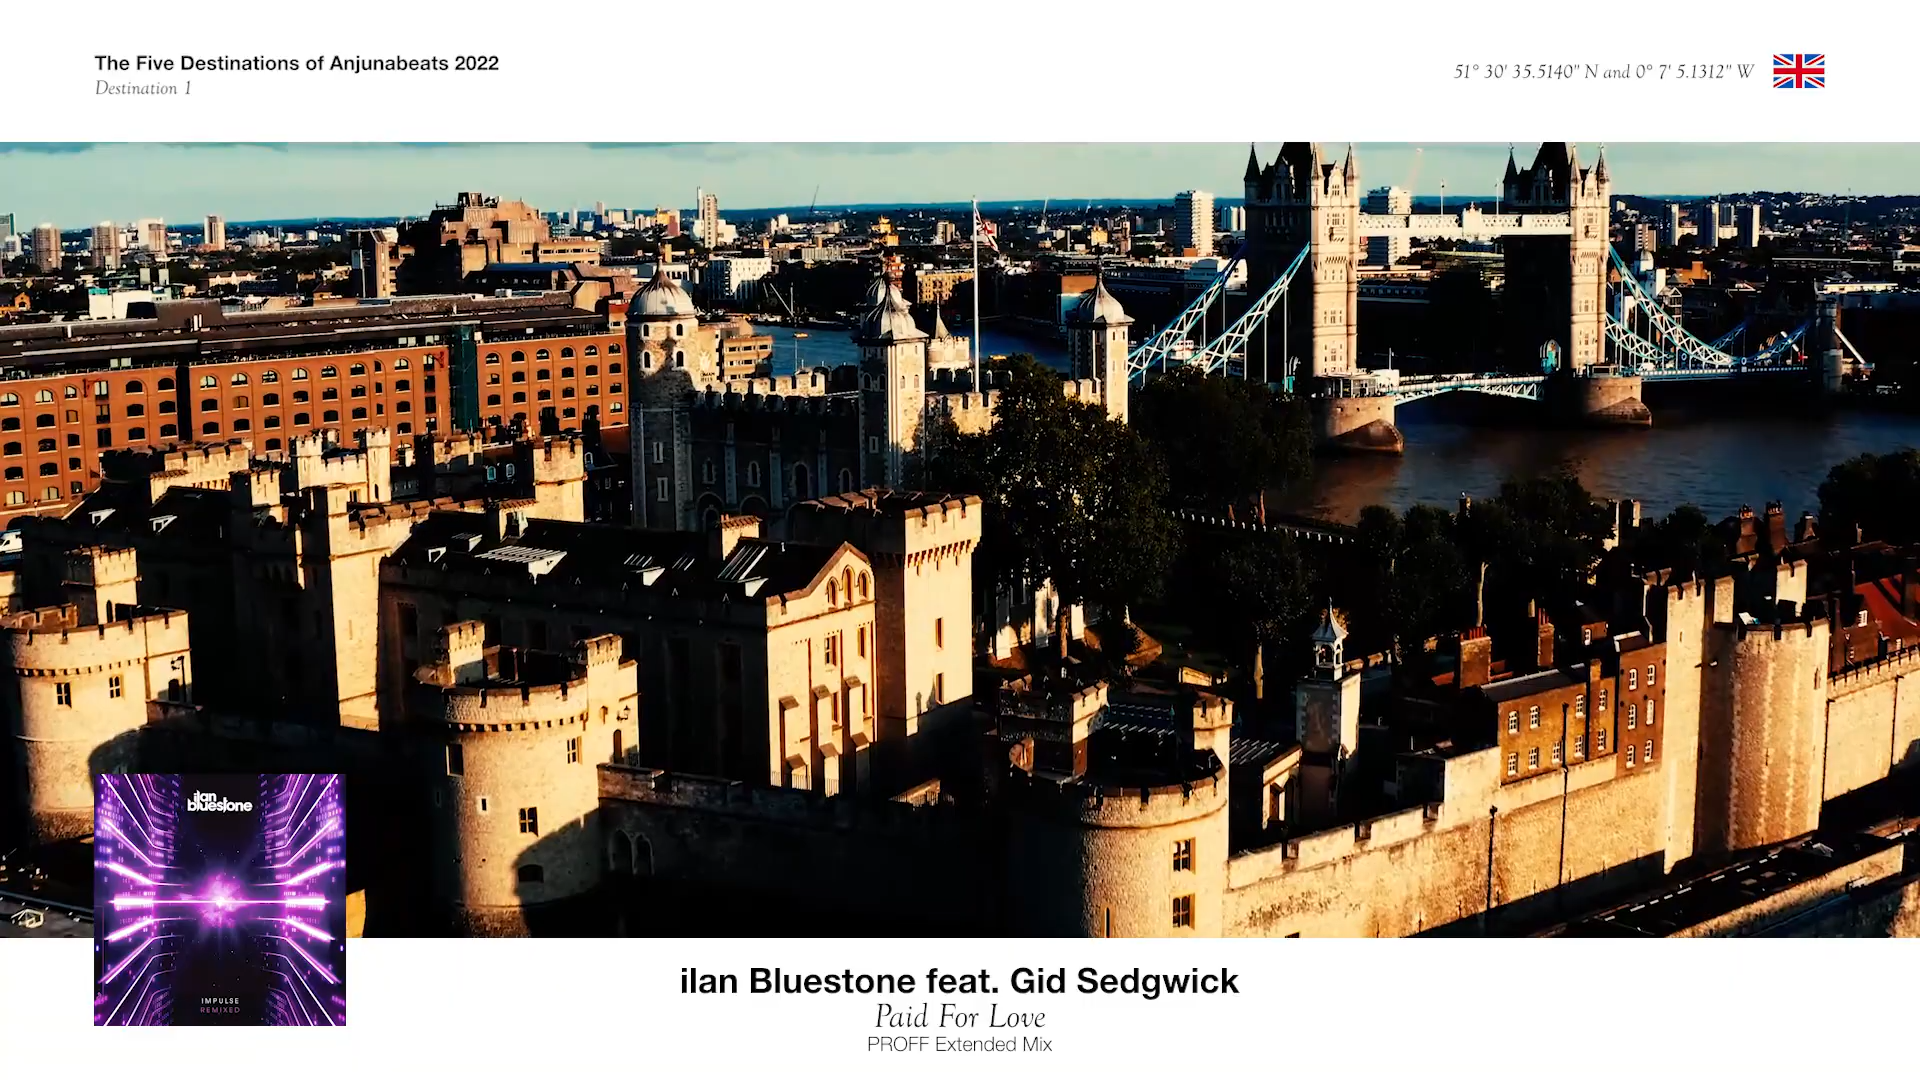 The Five Destinations of Anjunabeats 2022
Destination 1
51° 30' 35.5140" N and 0° 7' 5.1312" W
ilan
bluestone
IMPULSE
REMIXED
ilan Bluestone feat. Gid Sedgwick
Paid For Love
PROFF Extended Mix